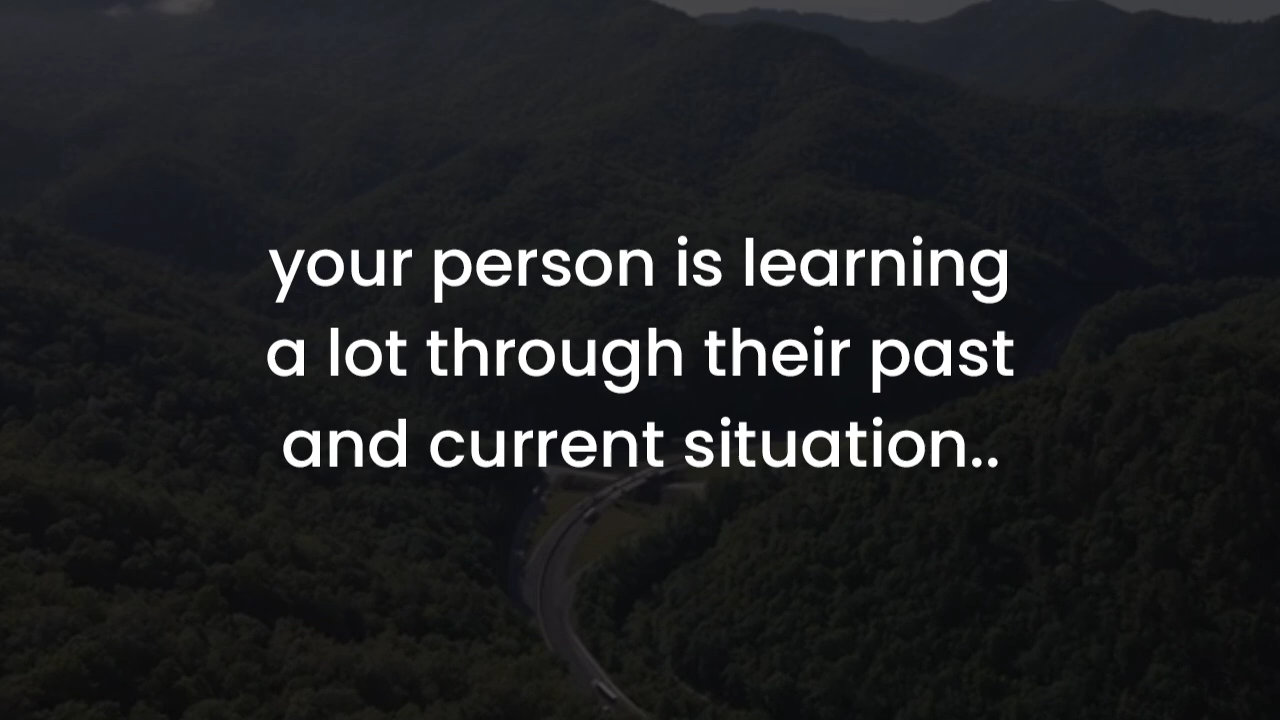 your person is learning
a lot through their past
and current situation..